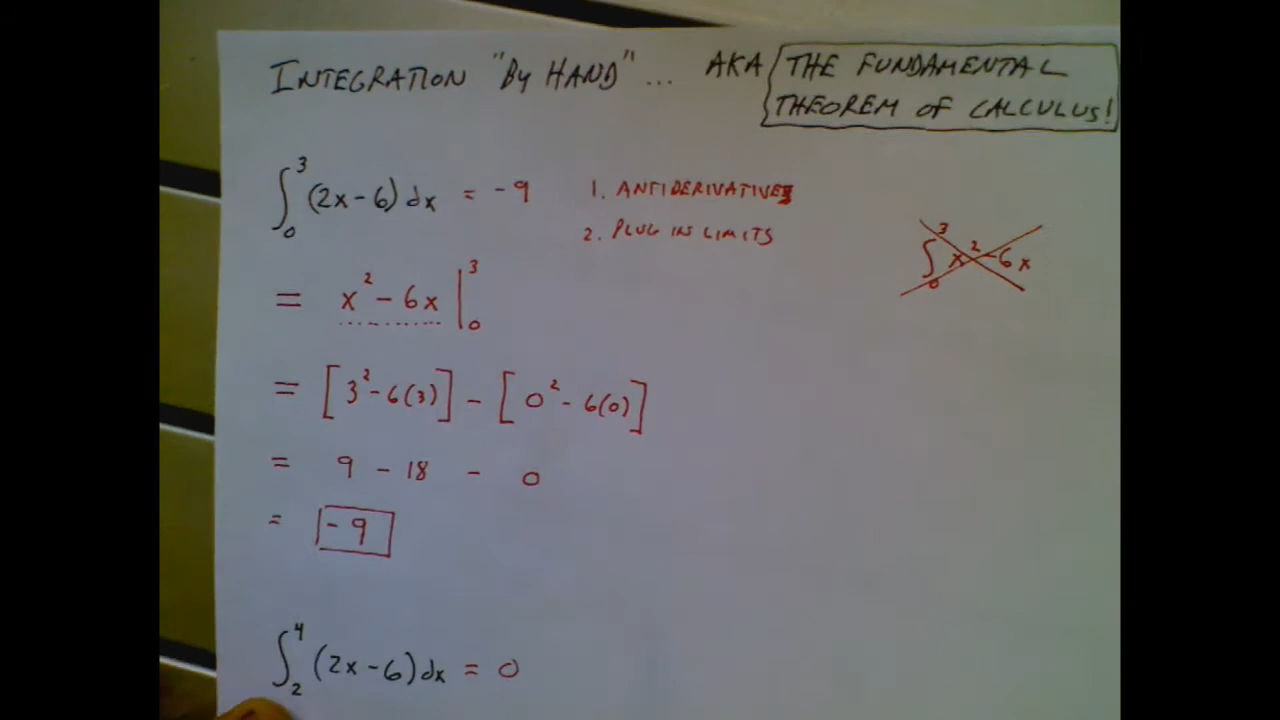 INTEGRATION "BY HAND" ... AKA THE FUNDAMENTAL
THEOREM OF CALCULUS!
∫₀³ (2x - 6) dx = -9
1. ANTIDERIVATIVE
2. PLUG IN LIMITS
∫₀³ x² - 6x
= x² - 6x |₀³
= [3² - 6(3)] - [0² - 6(0)]
= 9 - 18 - 0
= -9
∫₂⁴ (2x - 6) dx = 0